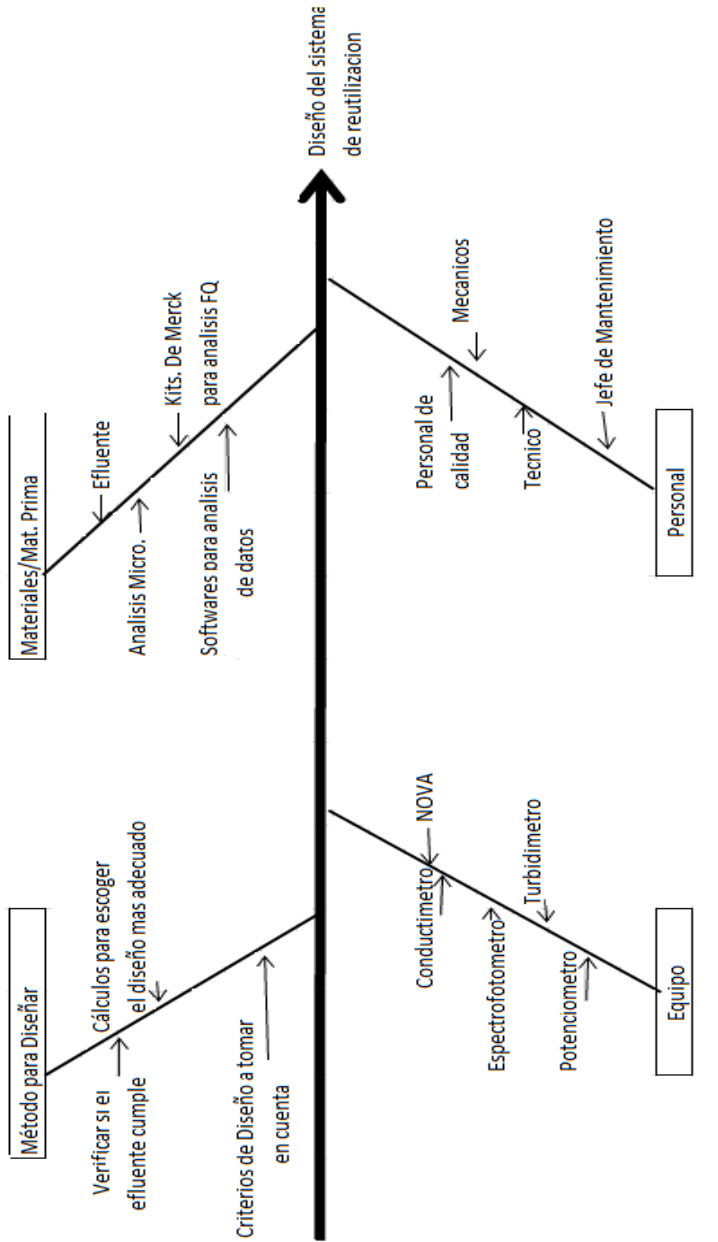 Método para Diseñar
Verificar si el
efluente cumple
Cálculos para escoger
el diseño mas adecuado
Criterios de Diseño a tomar
en cuenta
Materiales/Mat. Prima
Efluente
Analisis Micro.
Kits. De Merck
para analisis FQ
Softwares para analisis
de datos
Diseño del sistema
de reutilizacion
Equipo
NOVA
Conductimetro
Espectrofotometro
Turbidimetro
Potenciometro
Personal
Personal de
calidad
Mecanicos
Tecnico
Jefe de Mantenimiento